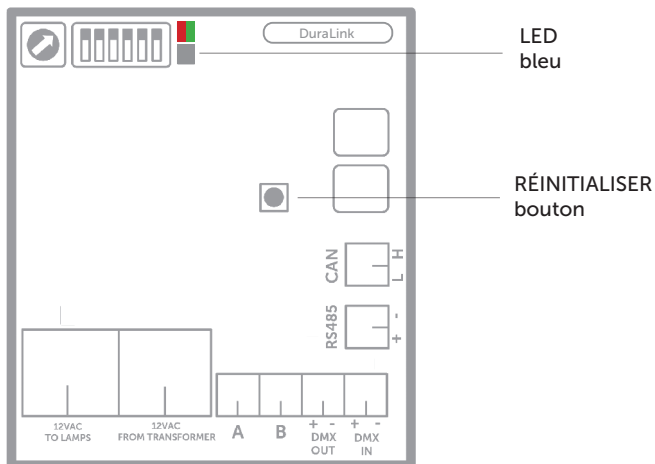 DuraLink
LED
bleu
RÉINITIALISER
bouton
CAN
H
L
RS485
-
+
12VAC
TO LAMPS
12VAC
FROM TRANSFORMER
A
B
+ -
DMX
OUT
+ -
DMX
IN